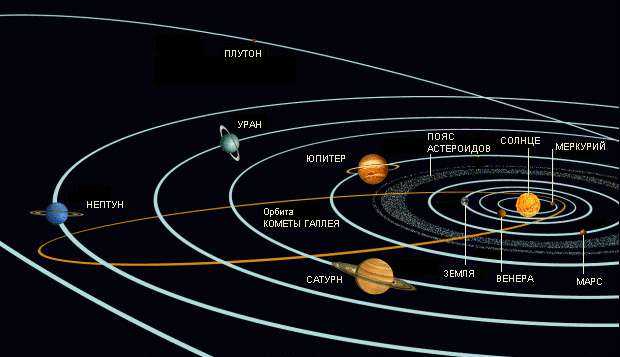 ПЛУТОН
УРАН
ПОЯС
АСТЕРОИДОВ
СОЛНЦЕ
МЕРКУРИЙ
ЮПИТЕР
НЕПТУН
Орбита
КОМЕТЫ ГАЛЛЕЯ
САТУРН
ЗЕМЛЯ
ВЕНЕРА
МАРС